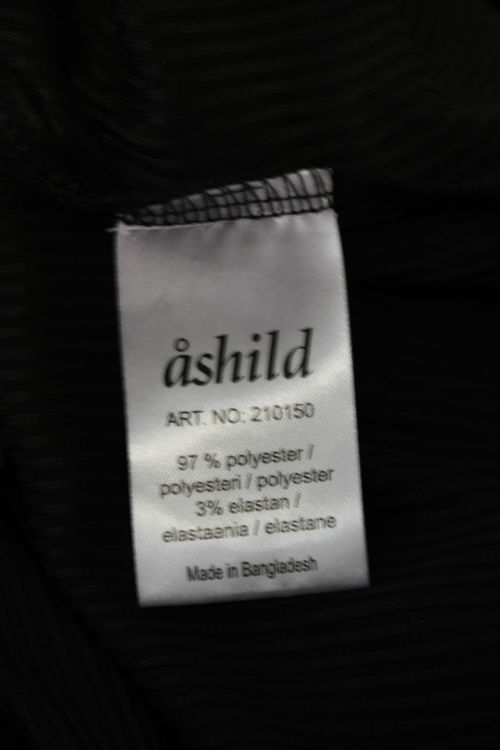 åshild
ART. NO: 210150
97 % polyester /
polyesteri / polyester
3% elastan /
elastaania / elastane
Made in Bangladesh